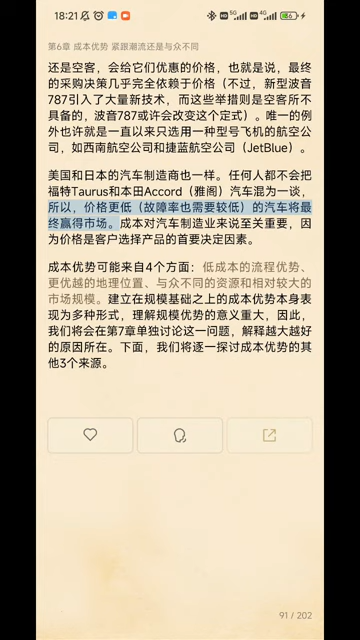 18:21
5G
4G
6
第6章 成本优势 紧跟潮流还是与众不同
还是空客，会给它们优惠的价格，也就是说，最终
的采购决策几乎完全依赖于价格（不过，新型波音
787引入了大量新技术，而这些举措则是空客所不
具备的，波音787或许会改变这个定式）。唯一的例
外也许就是一直以来只选用一种型号飞机的航空公
司，如西南航空公司和捷蓝航空公司（JetBlue）。
美国和日本的汽车制造商也一样。任何人都不会把
福特Taurus和本田Accord（雅阁）汽车混为一谈，
所以，价格更低（故障率也需要较低）的汽车将最
终赢得市场。成本对汽车制造业来说至关重要，因
为价格是客户选择产品的首要决定因素。
成本优势可能来自4个方面：低成本的流程优势、
更优越的地理位置、与众不同的资源和相对较大的
市场规模。建立在规模基础之上的成本优势本身表
现为多种形式，理解规模优势的意义重大，因此，
我们将会在第7章单独讨论这一问题，解释越大越好
的原因所在。下面，我们将逐一探讨成本优势的其
他3个来源。
91 / 202